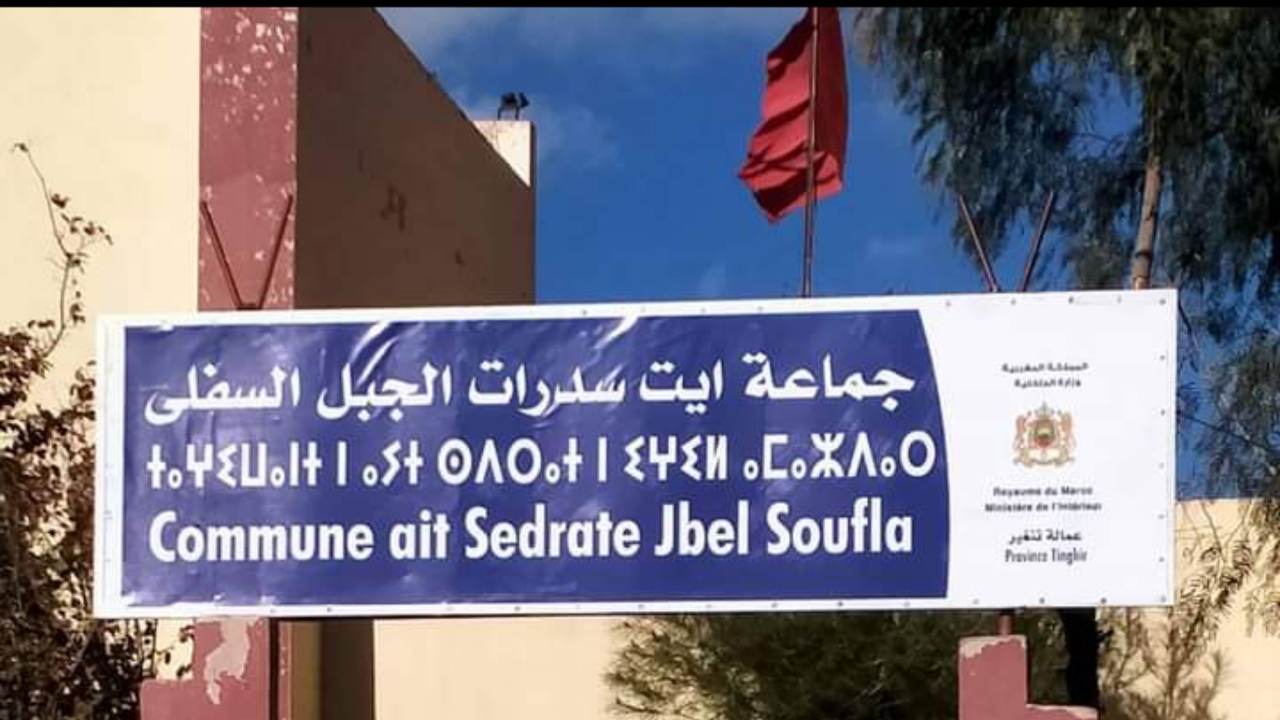 جماعة ايت سدرات الجبل السفلى
ⵜⴰⵖⵉⵡⴰⵏⵜ ⵏ ⴰⵢⵜ ⵙⴷⵔⴰⵜ ⵏ ⵉⵖⵉⵍ ⴰⵎⴰⵣⴷⴰⵔ
Commune ait Sedrate Jbel Soufla
المملكة المغربية
وزارة الداخلية
Royaume du Maroc
Ministère de l'Intérieur
عمالة تنغير
Province Tinghir